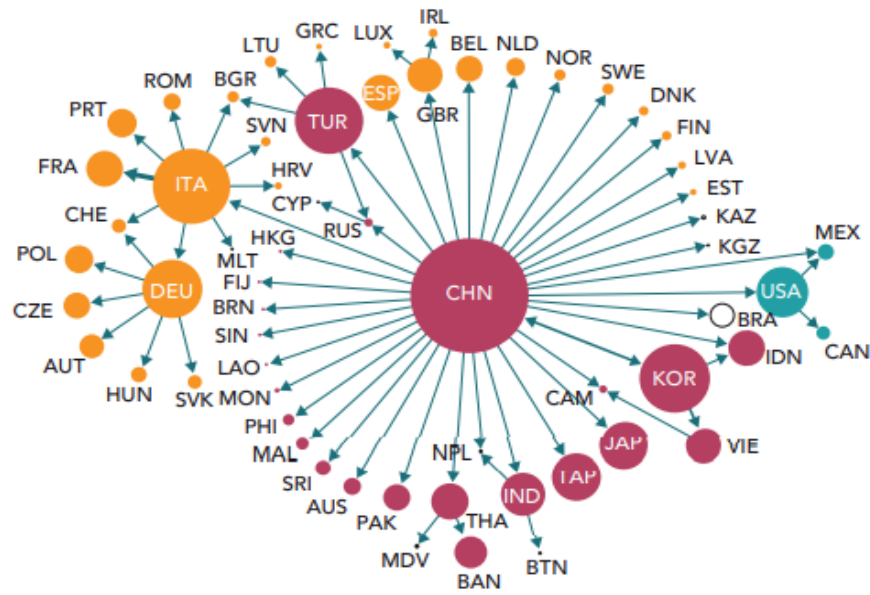 GRC
IRL
LUX
LTU
BEL
NLD
NOR
ROM
BGR
SWE
ESP
PRT
TUR
GBR
DNK
SVN
FIN
FRA
ITA
HRV
LVA
CYP
EST
CHE
RUS
KAZ
HKG
KGZ
MEX
POL
MLT
FIJ
DEU
CHN
USA
BRN
CZE
BRA
SIN
CAN
IDN
AUT
LAO
KOR
HUN
SVK
MON
CAM
PHI
JAP
VIE
MAL
NPL
SRI
TAP
IND
AUS
PAK
THA
MDV
BTN
BAN